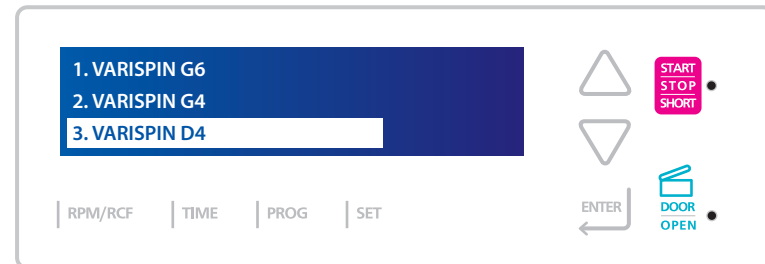 1. VARISPIN G6
2. VARISPIN G4
3. VARISPIN D4
START
STOP
SHORT
RPM/RCF
TIME
PROG
SET
ENTER
DOOR
OPEN